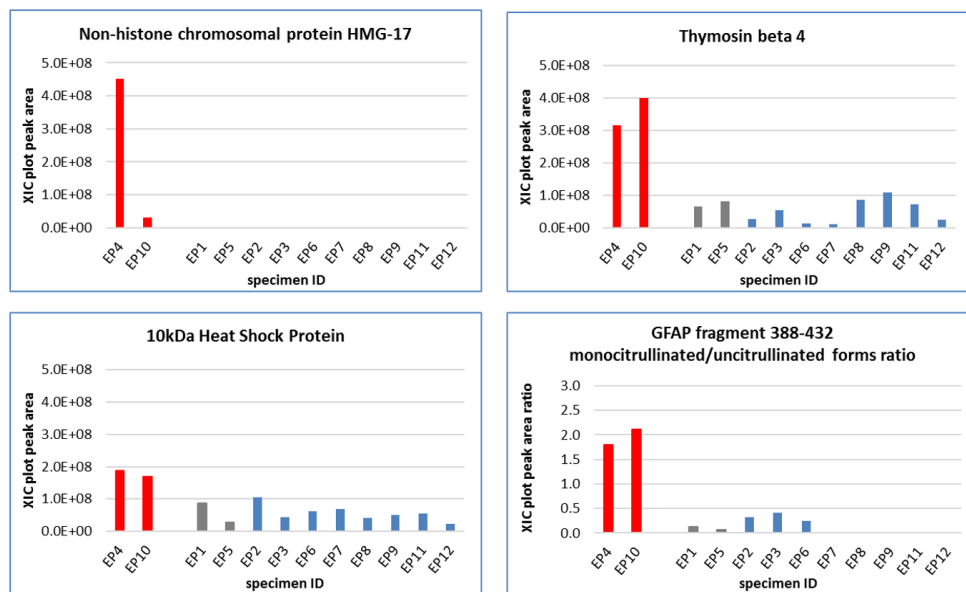 Non-histone chromosomal protein HMG-17
XIC plot peak area
5.0E+08
4.0E+08
3.0E+08
2.0E+08
1.0E+08
0.0E+00
EP4 EP10 EP1 EP5 EP2 EP3 EP6 EP7 EP8 EP9 EP11 EP12
specimen ID
Thymosin beta 4
XIC plot peak area
5.0E+08
4.0E+08
3.0E+08
2.0E+08
1.0E+08
0.0E+00
EP4 EP10 EP1 EP5 EP2 EP3 EP6 EP7 EP8 EP9 EP11 EP12
specimen ID
10kDa Heat Shock Protein
XIC plot peak area
5.0E+08
4.0E+08
3.0E+08
2.0E+08
1.0E+08
0.0E+00
EP4 EP10 EP1 EP5 EP2 EP3 EP6 EP7 EP8 EP9 EP11 EP12
specimen ID
GFAP fragment 388-432
monocitrullinated/uncitrullinated forms ratio
XIC plot peak area ratio
3.0
2.5
2.0
1.5
1.0
0.5
0.0
EP4 EP10 EP1 EP5 EP2 EP3 EP6 EP7 EP8 EP9 EP11 EP12
specimen ID